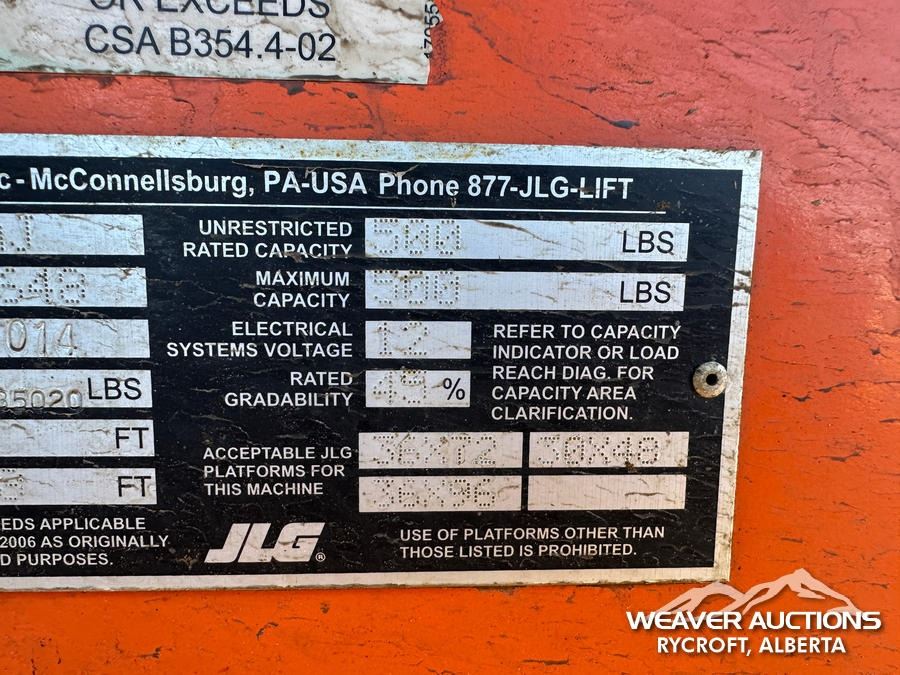 OR EXCEEDS
CSA B354.4-02
- McConnellsburg, PA-USA Phone 877-JLG-LIFT
UNRESTRICTED
RATED CAPACITY 500 LBS
MAXIMUM
CAPACITY 500 LBS
014
ELECTRICAL
SYSTEMS VOLTAGE 12
35020 LBS
RATED
GRADABILITY 45 %
REFER TO CAPACITY
INDICATOR OR LOAD
REACH DIAG. FOR
CAPACITY AREA
CLARIFICATION.
FT
FT
ACCEPTABLE JLG
PLATFORMS FOR
THIS MACHINE
36X72 30X48
36X96
EDS APPLICABLE
2006 AS ORIGINALLY
D PURPOSES.
JLG®
USE OF PLATFORMS OTHER THAN
THOSE LISTED IS PROHIBITED.
WEAVER AUCTIONS
RYCROFT, ALBERTA